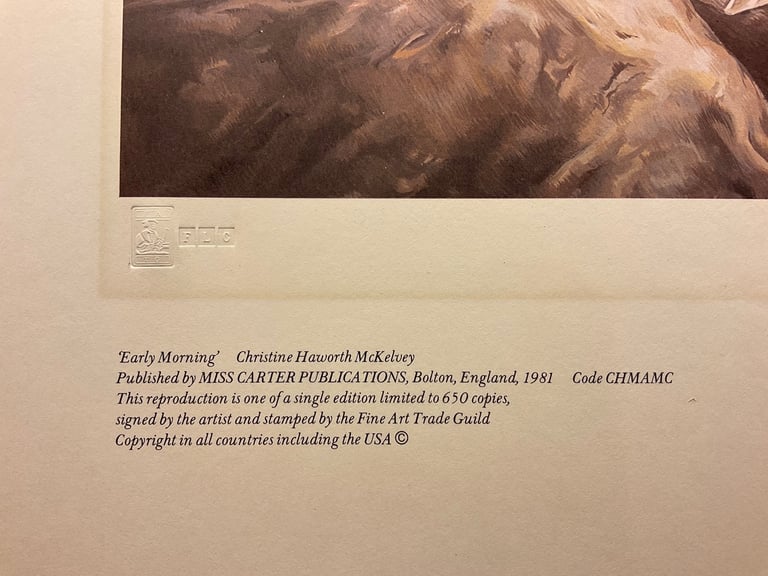 F L C
'Early Morning' Christine Haworth McKelvey
Published by MISS CARTER PUBLICATIONS, Bolton, England, 1981 Code CHMAMC
This reproduction is one of a single edition limited to 650 copies,
signed by the artist and stamped by the Fine Art Trade Guild
Copyright in all countries including the USA ©